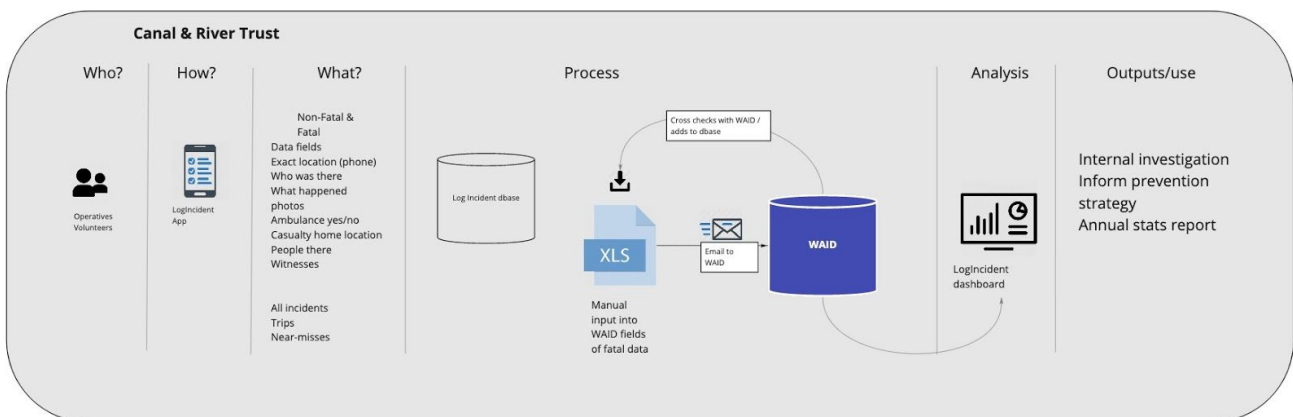 Canal & River Trust
Who?
How?
What?
Process
Analysis
Outputs/use
Operatives
Volunteers
LogIncident
App
Non-Fatal &
Fatal
Data fields
Exact location (phone)
Who was there
What happened
photos
Ambulance yes/no
Casualty home location
People there
Witnesses
All incidents
Trips
Near-misses
Log Incident dbase
Cross checks with WAID /
adds to dbase
XLS
Manual
input into
WAID fields
of fatal data
Email to
WAID
WAID
LogIncident
dashboard
Internal investigation
Inform prevention
strategy
Annual stats report